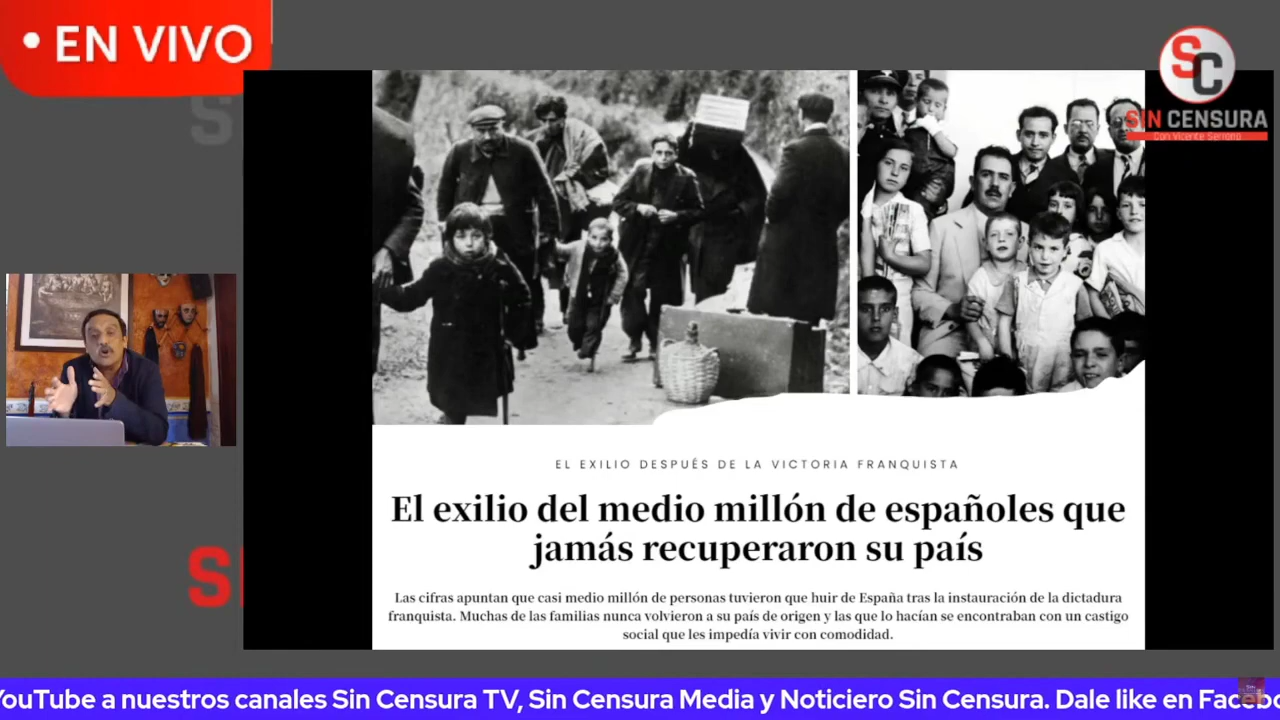 • EN VIVO
SC
SIN CENSURA
Con Vicente Serrano
EL EXILIO DESPUÉS DE LA VICTORIA FRANQUISTA
El exilio del medio millón de españoles que
jamás recuperaron su país
Las cifras apuntan que casi medio millón de personas tuvieron que huir de España tras la instauración de la dictadura
franquista. Muchas de las familias nunca volvieron a su país de origen y las que lo hacían se encontraban con un castigo
social que les impedía vivir con comodidad.
YouTube a nuestros canales Sin Censura TV, Sin Censura Media y Noticiero Sin Censura. Dale like en Facebo